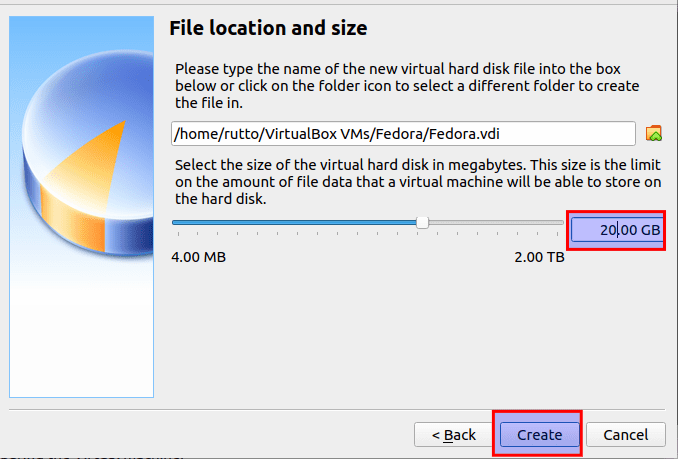 File location and size
Please type the name of the new virtual hard disk file into the box
below or click on the folder icon to select a different folder to create
the file in.
/home/rutto/VirtualBox VMs/Fedora/Fedora.vdi
Select the size of the virtual hard disk in megabytes. This size is the limit
on the amount of file data that a virtual machine will be able to store on
the hard disk.
20.00 GB
4.00 MB 2.00 TB
< Back Create Cancel